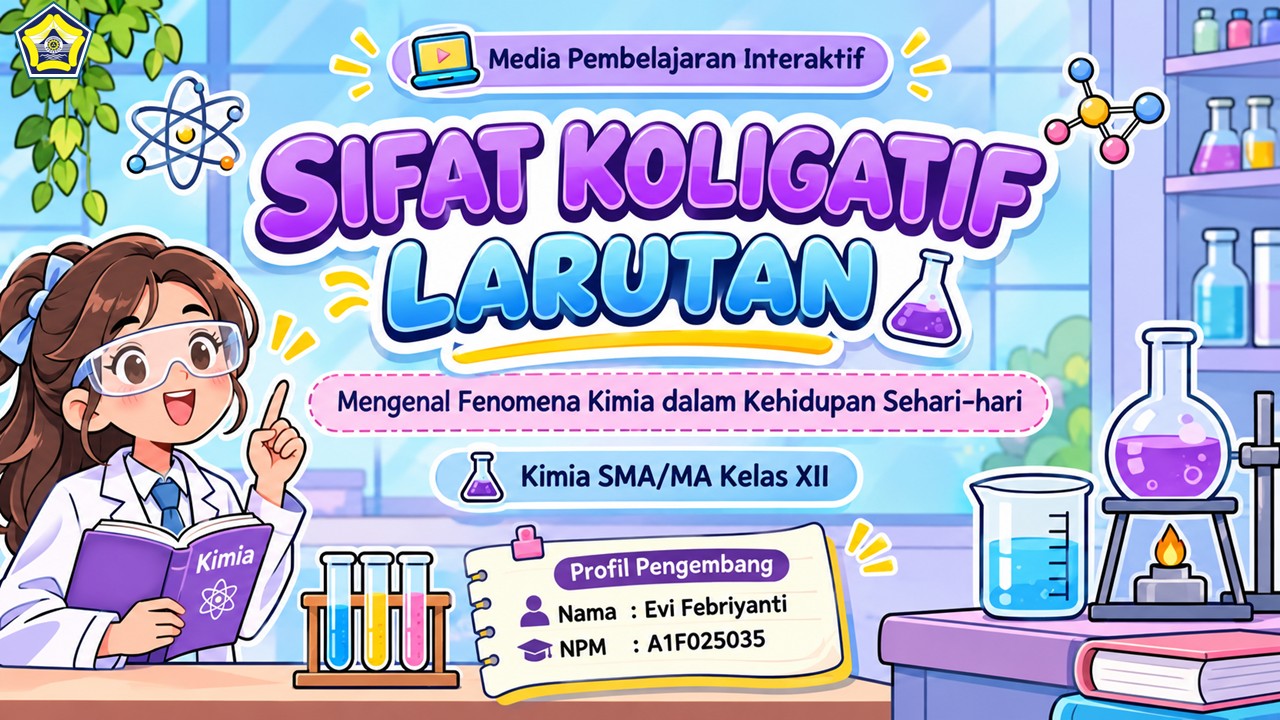 Media Pembelajaran Interaktif
SIFAT KOLIGATIF
LARUTAN
Mengenal Fenomena Kimia dalam Kehidupan Sehari-hari
Kimia SMA/MA Kelas XII
Kimia
Profil Pengembang
Nama : Evi Febriyanti
NPM : A1F025035